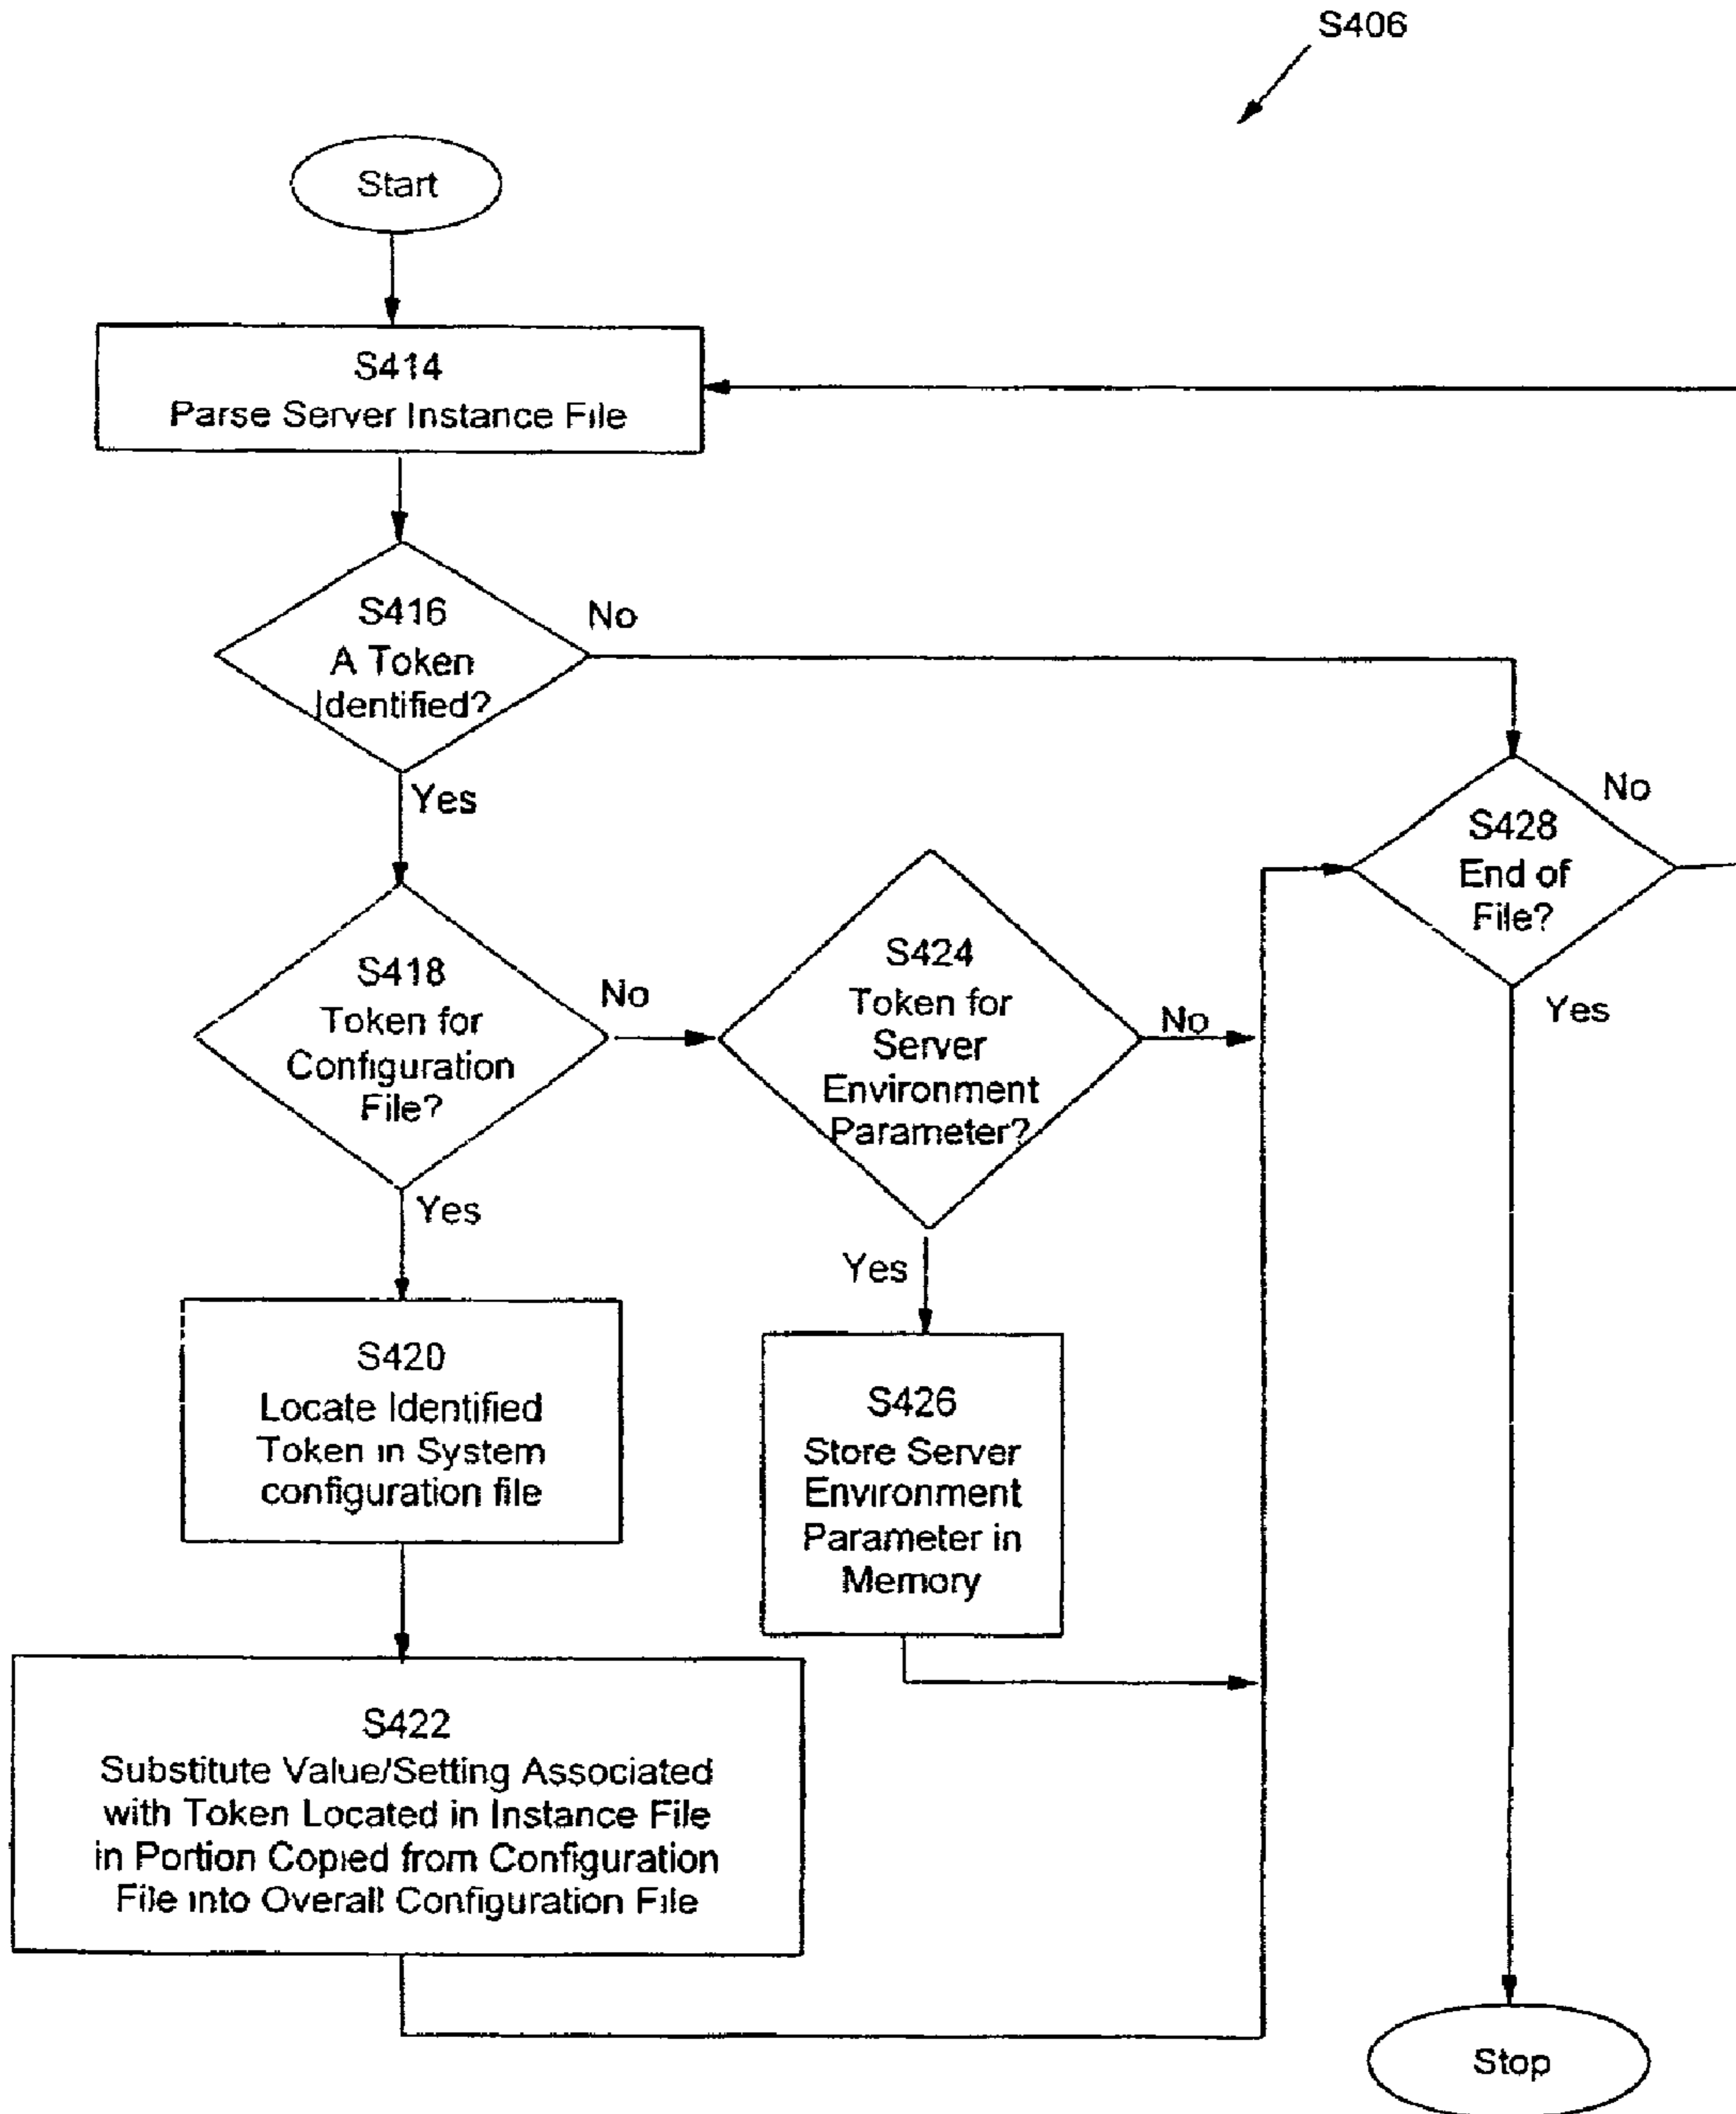 S406
Start
S414
Parse Server Instance File
S416
A Token
Identified?
No
Yes
S428
End of
File?
No
Yes
S418
Token for
Configuration
File?
No
Yes
S424
Token for
Server
Environment
Parameter?
No
Yes
S420
Locate Identified
Token in System
configuration file
S426
Store Server
Environment
Parameter in
Memory
S422
Substitute Value/Setting Associated
with Token Located in Instance File
in Portion Copied from Configuration
File into Overall Configuration File
Stop